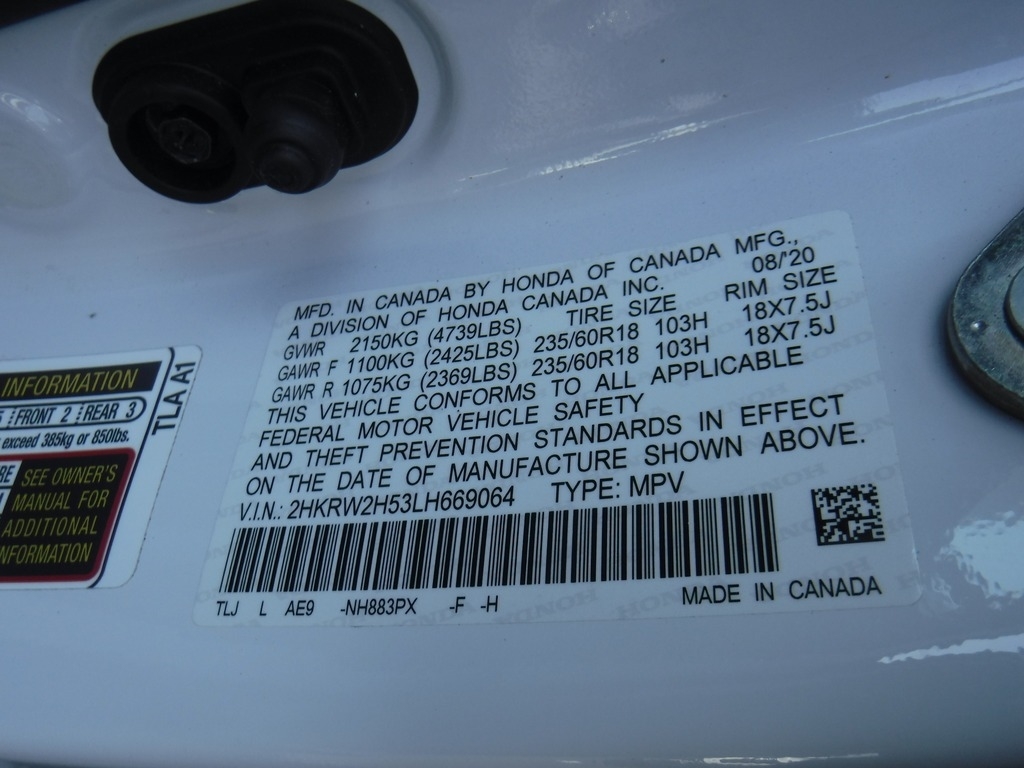 MFD. IN CANADA BY HONDA OF CANADA MFG.,
A DIVISION OF HONDA CANADA INC. 08/'20
GVWR 2150KG (4739LBS) TIRE SIZE RIM SIZE
GAWR F 1100KG (2425LBS) 235/60R18 103H 18X7.5J
GAWR R 1075KG (2369LBS) 235/60R18 103H 18X7.5J
THIS VEHICLE CONFORMS TO ALL APPLICABLE
FEDERAL MOTOR VEHICLE SAFETY
AND THEFT PREVENTION STANDARDS IN EFFECT
ON THE DATE OF MANUFACTURE SHOWN ABOVE.
V.I.N.: 2HKRW2H53LH669064 TYPE: MPV
TLJ L AE9 -NH883PX -F -H MADE IN CANADA
INFORMATION
FRONT 2 REAR 3
exceed 385kg or 850lbs.
SEE OWNER'S
MANUAL FOR
ADDITIONAL
INFORMATION
TLA A1